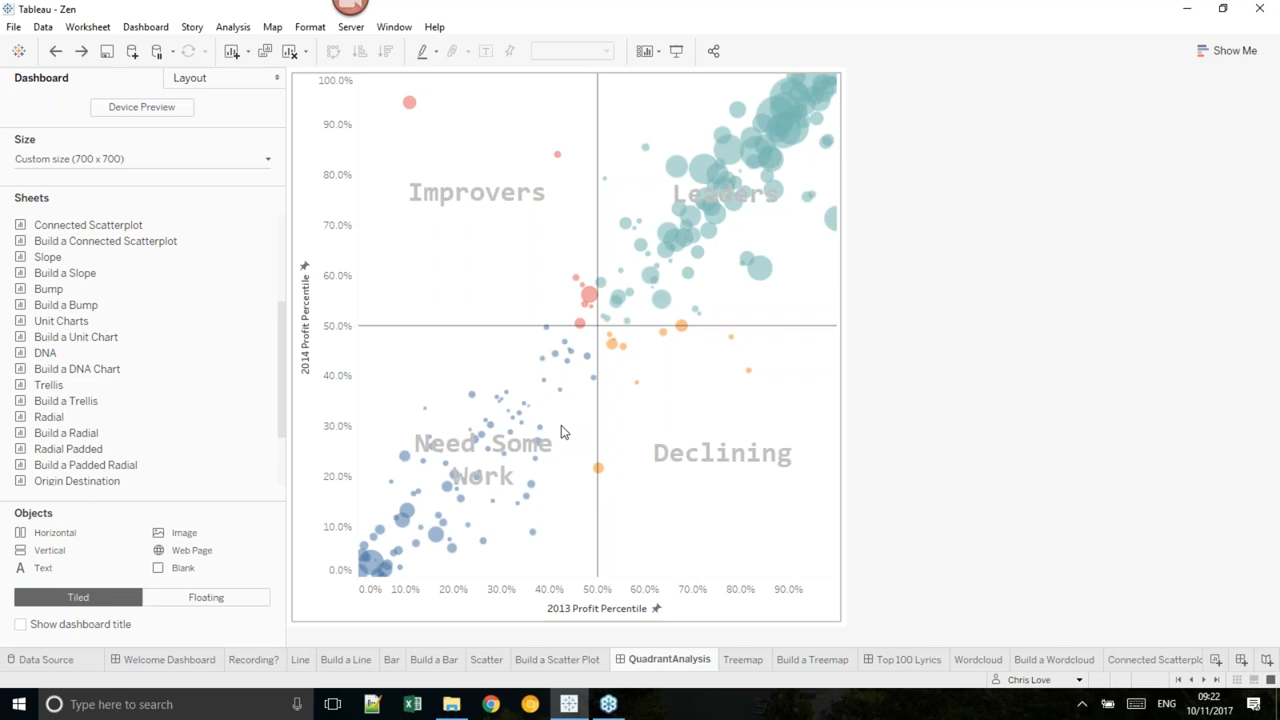 Tableau - Zen
File Data Worksheet Dashboard Story Analysis Map Format Server Window Help
Show Me
Dashboard Layout
Device Preview
Size
Custom size (700 x 700)
Sheets
Connected Scatterplot
Build a Connected Scatterplot
Slope
Build a Slope
Bump
Build a Bump
Unit Charts
Build a Unit Chart
DNA
Build a DNA Chart
Trellis
Build a Trellis
Radial
Build a Radial
Radial Padded
Build a Padded Radial
Origin Destination
Objects
Horizontal Image
Vertical Web Page
A Text Blank
Tiled Floating
Show dashboard title
100.0%
90.0%
80.0%
70.0%
60.0%
50.0%
40.0%
30.0%
20.0%
10.0%
0.0%
2014 Profit Percentile
Improvers Leaders
Need Some Work
Declining
0.0% 10.0% 20.0% 30.0% 40.0% 50.0% 60.0% 70.0% 80.0% 90.0%
2013 Profit Percentile
Data Source Welcome Dashboard Recording? Line Build a Line Bar Build a Bar Scatter Build a Scatter Plot QuadrantAnalysis Treemap Build a Treemap Top 100 Lyrics Wordcloud Build a Wordcloud Connected Scatterplc
Chris Love
Type here to search
ENG
09:22
10/11/2017